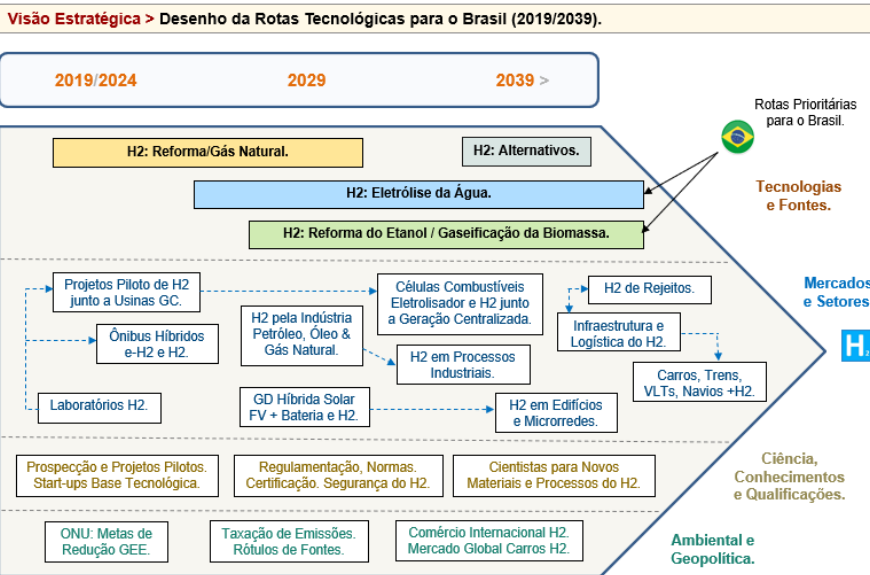 Visão Estratégica > Desenho da Rotas Tecnológicas para o Brasil (2019/2039).
2019/2024
2029
2039 >
Rotas Prioritárias
para o Brasil.
H2: Reforma/Gás Natural.
H2: Alternativos.
H2: Eletrólise da Água.
H2: Reforma do Etanol / Gaseificação da Biomassa.
Tecnologias
e Fontes.
Projetos Piloto de H2
junto a Usinas GC.
Células Combustíveis
Eletrolisador e H2 junto
a Geração Centralizada.
H2 de Rejeitos.
Mercados
e Setores
Ônibus Híbridos
e-H2 e H2.
H2 pela Indústria
Petróleo, Óleo &
Gás Natural.
Infraestrutura e
Logística do H2.
H2
H2 em Processos
Industriais.
Carros, Trens,
VLTs, Navios +H2.
Laboratórios H2.
GD Híbrida Solar
FV + Bateria e H2.
H2 em Edifícios
e Microrredes.
Prospecção e Projetos Pilotos.
Start-ups Base Tecnológica.
Regulamentação, Normas.
Certificação. Segurança do H2.
Cientistas para Novos
Materiais e Processos do H2.
Ciência,
Conhecimentos
e Qualificações.
ONU: Metas de
Redução GEE.
Taxação de Emissões.
Rótulos de Fontes.
Comércio Internacional H2.
Mercado Global Carros H2.
Ambiental e
Geopolítica.